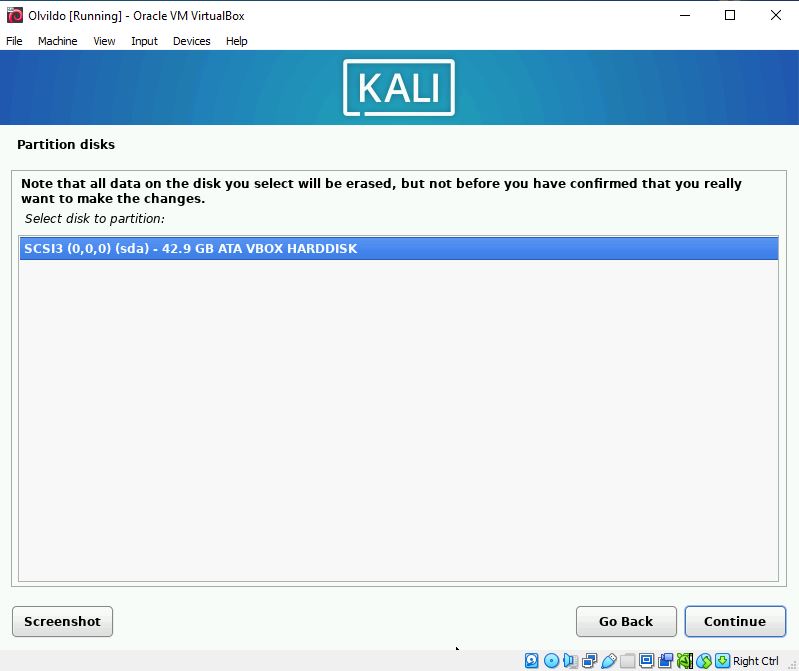 Olvildo [Running] - Oracle VM VirtualBox
File Machine View Input Devices Help
KALI
Partition disks
Note that all data on the disk you select will be erased, but not before you have confirmed that you really
want to make the changes.
Select disk to partition:
SCSI3 (0,0,0) (sda) - 42.9 GB ATA VBOX HARDDISK
Screenshot Go Back Continue
Right Ctrl